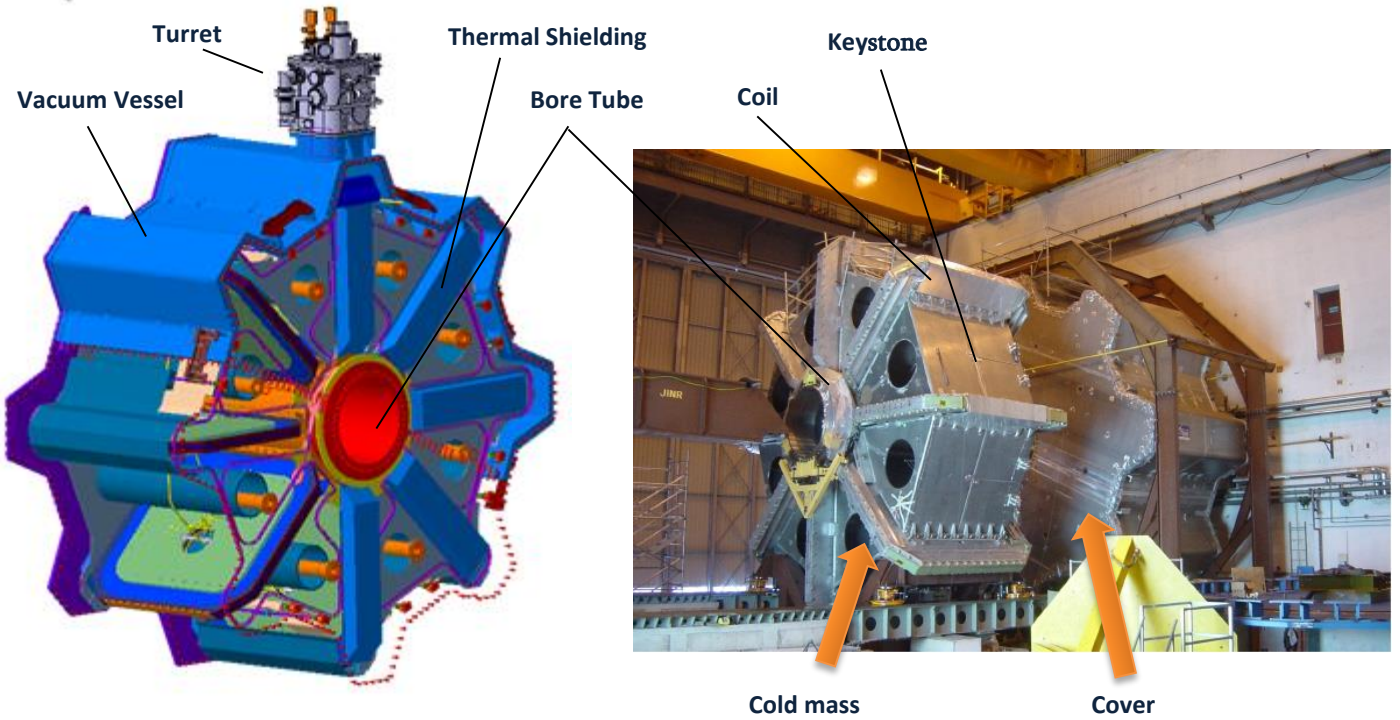 Turret
Thermal Shielding
Keystone
Vacuum Vessel
Bore Tube
Coil
JINR
Cold mass
Cover